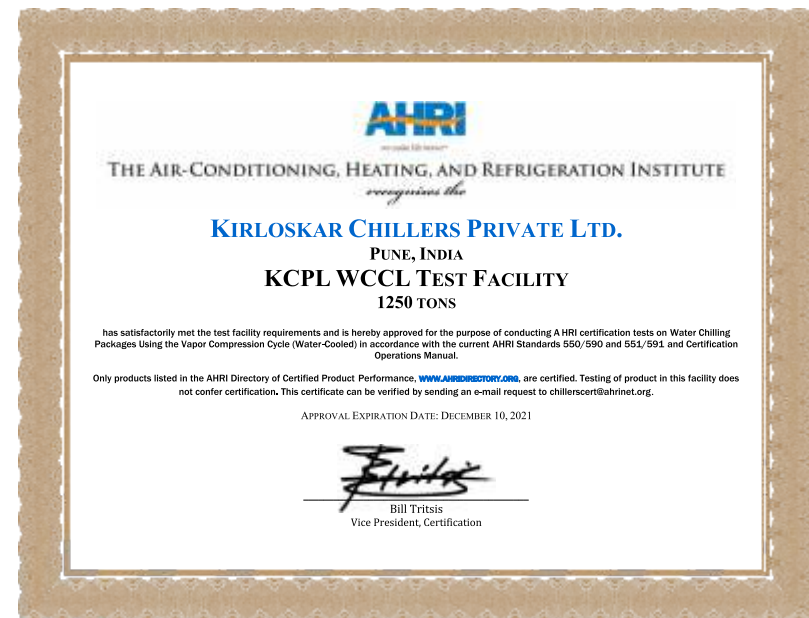 AHRI
we make life better™
THE AIR-CONDITIONING, HEATING, AND REFRIGERATION INSTITUTE
recognizes the
KIRLOSKAR CHILLERS PRIVATE LTD.
PUNE, INDIA
KCPL WCCL TEST FACILITY
1250 TONS
has satisfactorily met the test facility requirements and is hereby approved for the purpose of conducting AHRI certification tests on Water Chilling
Packages Using the Vapor Compression Cycle (Water-Cooled) in accordance with the current AHRI Standards 550/590 and 551/591 and Certification
Operations Manual.
Only products listed in the AHRI Directory of Certified Product Performance, WWW.AHRIDIRECTORY.ORG, are certified. Testing of product in this facility does
not confer certification. This certificate can be verified by sending an e-mail request to chillerscert@ahrinet.org.
APPROVAL EXPIRATION DATE: DECEMBER 10, 2021
Bill Tritsis
Vice President, Certification